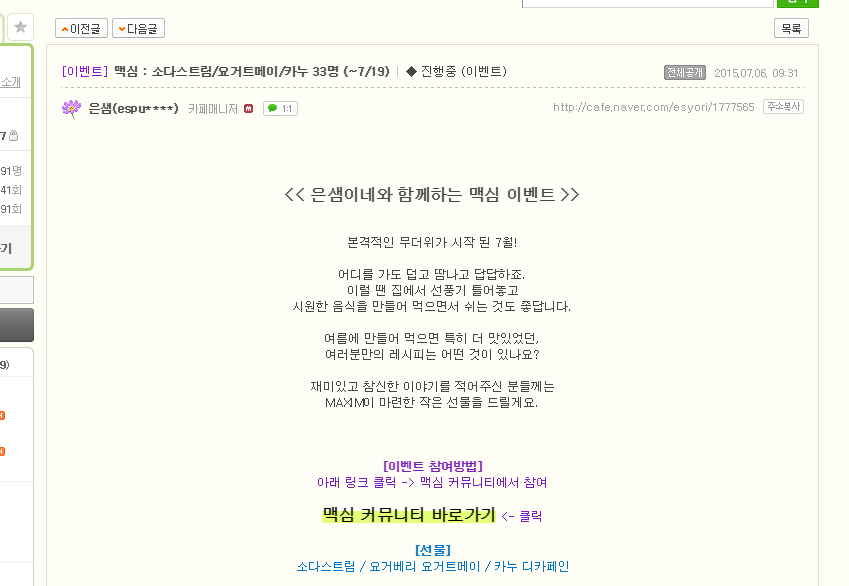 이전글 다음글 목록
[이벤트] 맥심 : 소다스트림/요거트메이/카누 33명 (~7/19) | ◆ 진행중 (이벤트) 전체공개 2015.07.06. 09:31
소개
은샘(espu****) 카페매니저 m 1:1 http://cafe.naver.com/esyori/1777565 주소복사
7
91명
41회
91회
기
9)
<< 은샘이네와 함께하는 맥심 이벤트 >>
본격적인 무더위가 시작 된 7월!
어디를 가도 덥고 땀나고 답답하죠.
이럴 땐 집에서 선풍기 틀어놓고
시원한 음식을 만들어 먹으면서 쉬는 것도 좋답니다.
여름에 만들어 먹으면 특히 더 맛있었던,
여러분만의 레시피는 어떤 것이 있나요?
재미있고 참신한 이야기를 적어주신 분들께는
MAXIM이 마련한 작은 선물을 드릴게요.
[이벤트 참여방법]
아래 링크 클릭 -> 맥심 커뮤니티에서 참여
맥심 커뮤니티 바로가기 <- 클릭
[선물]
소다스트림 / 요거베리 요거트메이 / 카누 디카페인